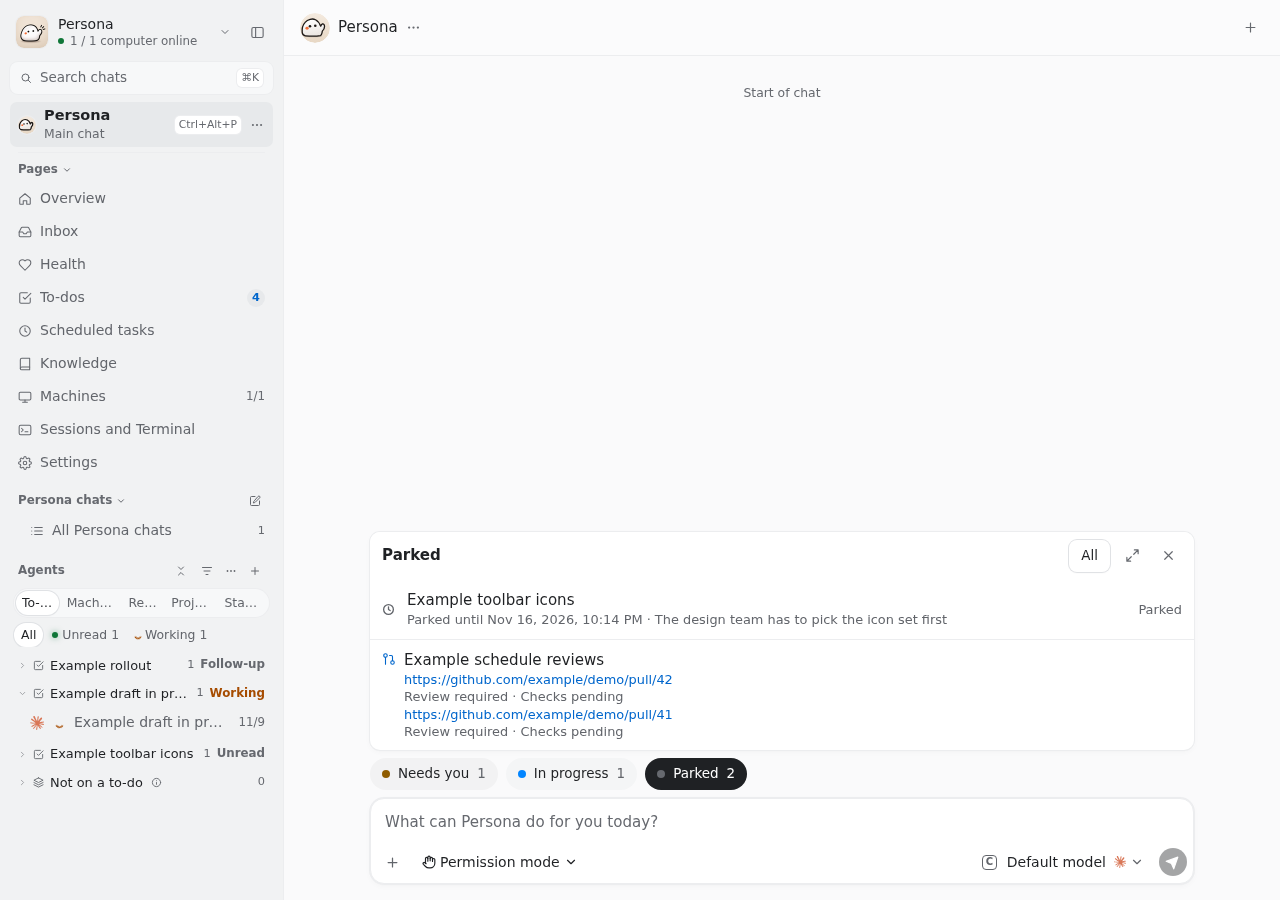 Persona
1 / 1 computer online
Search chats
⌘K
Persona
Main chat
Ctrl+Alt+P
Pages
Overview
Inbox
Health
To-dos
4
Scheduled tasks
Knowledge
Machines
1/1
Sessions and Terminal
Settings
Persona chats
All Persona chats
1
Agents
To-... Mach... Re... Proj... Sta...
All Unread 1 Working 1
Example rollout 1 Follow-up
Example draft in pr... 1 Working
Example draft in pr... 11/9
Example toolbar icons 1 Unread
Not on a to-do 0
Persona
Start of chat
Parked
All
Example toolbar icons
Parked until Nov 16, 2026, 10:14 PM · The design team has to pick the icon set first
Parked
Example schedule reviews
https://github.com/example/demo/pull/42
Review required · Checks pending
https://github.com/example/demo/pull/41
Review required · Checks pending
Needs you 1 In progress 1 Parked 2
What can Persona do for you today?
Permission mode
C Default model